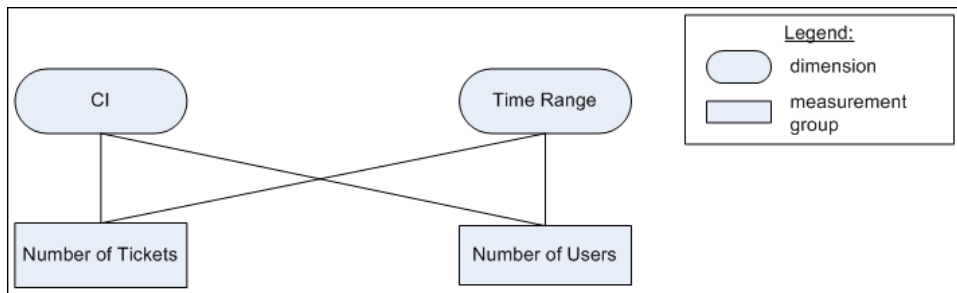 Legend:
dimension
measurement
group
CI
Time Range
Number of Tickets
Number of Users